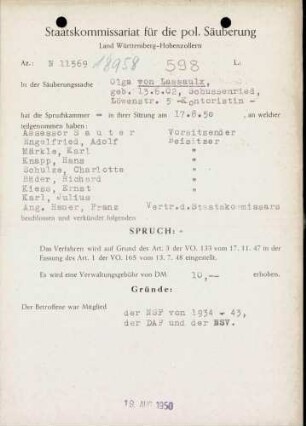 Staatskommissariat für die pol. Säuberung
Land Württemberg-Hohenzollern
Az.: N 11569 18958 598 L:
In der Säuberungssache Olga von Lassaulx,
geb. 13.6.02, Schussenried,
Löwenstr. 5 -Kontoristin -
hat die Spruchkammer - in ihrer Sitzung am 17.8.50 , an welcher
teilgenommen haben:
Assessor Sauter Vorsitzender
Engelfried, Adolf Beisitzer
Märkle, Karl "
Knapp, Hans "
Schulze, Charlotte "
Häder, Richard "
Kiess, Ernst "
Karl, Julius "
Ang. Hauer, Franz Vertr.d.Staatskommissars
beschlossen und verkündet folgenden
SPRUCH: -
Das Verfahren wird auf Grund des Art. 3 der VO. 133 vom 17. 11. 47 in der
Fassung des Art. 1 der VO. 165 vom 13. 7. 48 eingestellt.
Es wird eine Verwaltungsgebühr von DM 10,-- erhoben.
Gründe:
Der Betroffene war Mitglied
der NSF von 1934 - 43,
der DAF und der NSV.
18 1950